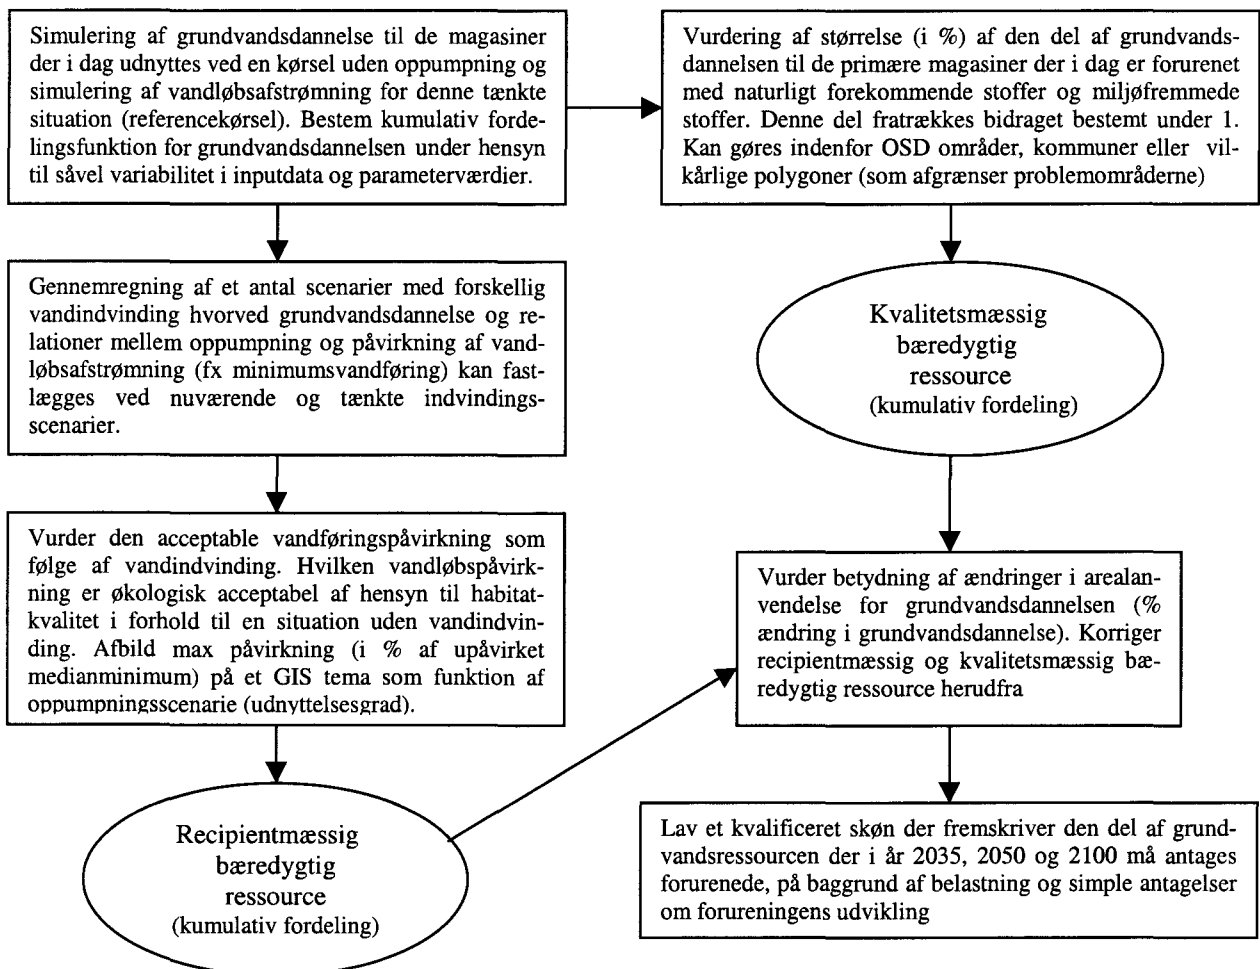 Simulering af grundvandsdannelse til de magasiner
der i dag udnyttes ved en kørsel uden oppumpning og
simulering af vandløbsafstrømning for denne tænkte
situation (referencekørsel). Bestem kumulativ forde-
lingsfunktion for grundvandsdannelsen under hensyn
til såvel variabilitet i inputdata og parameterværdier.
Vurdering af størrelse (i %) af den del af grundvands-
dannelsen til de primære magasiner der i dag er forurenet
med naturligt forekommende stoffer og miljøfremmede
stoffer. Denne del fratrækkes bidraget bestemt under 1.
Kan gøres indenfor OSD områder, kommuner eller vil-
kårlige polygoner (som afgrænser problemområderne)
Gennemregning af et antal scenarier med forskellig
vandindvinding hvorved grundvandsdannelse og re-
lationer mellem oppumpning og påvirkning af vand-
løbsafstrømning (fx minimumsvandføring) kan fast-
lægges ved nuværende og tænkte indvindings-
scenarier.
Kvalitetsmæssig
bæredygtig
ressource
(kumulativ fordeling)
Vurder den acceptable vandføringspåvirkning som
følge af vandindvinding. Hvilken vandløbspåvirk-
ning er økologisk acceptabel af hensyn til habitat-
kvalitet i forhold til en situation uden vandindvin-
ding. Afbild max påvirkning (i % af upåvirket
medianminimum) på et GIS tema som funktion af
oppumpningsscenarie (udnyttelsesgrad).
Vurder betydning af ændringer i arealan-
vendelse for grundvandsdannelsen (%
ændring i grundvandsdannelse). Korriger
recipientmæssig og kvalitetsmæssig bæ-
redygtig ressource herudfra
Recipientmæssig
bæredygtig
ressource
(kumulativ fordeling)
Lav et kvalificeret skøn der fremskriver den del af grund-
vandsressourcen der i år 2035, 2050 og 2100 må antages
forurenede, på baggrund af belastning og simple antagelser
om forureningens udvikling